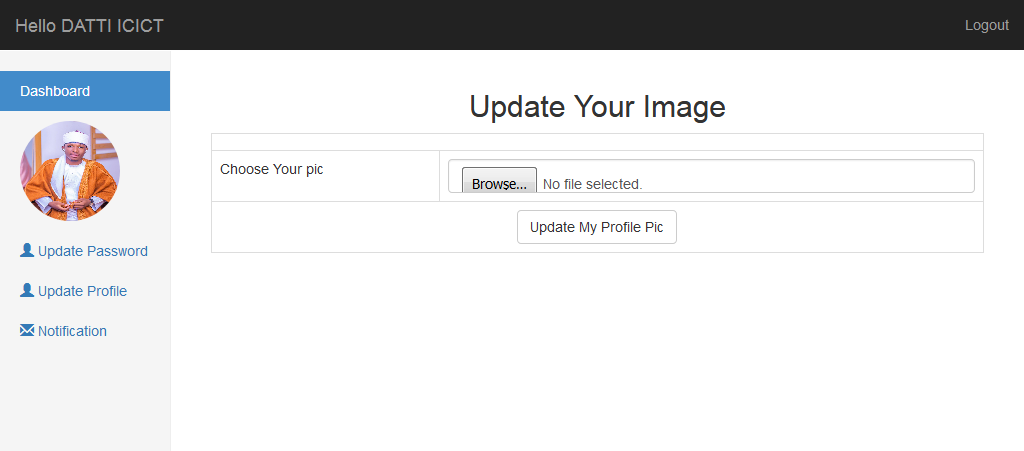 Hello DATTI ICICT
Logout
Dashboard
Update Password
Update Profile
Notification
Update Your Image
Choose Your pic
Browse... No file selected.
Update My Profile Pic